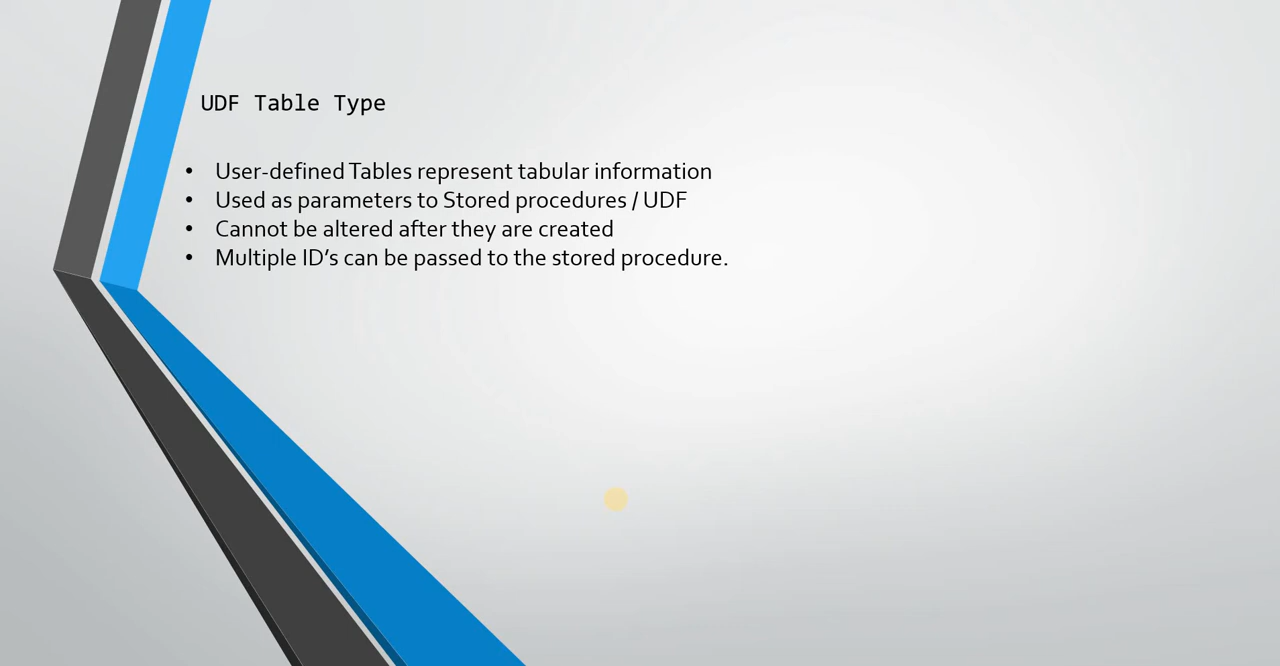 UDF Table Type
• User-defined Tables represent tabular information
• Used as parameters to Stored procedures / UDF
• Cannot be altered after they are created
• Multiple ID’s can be passed to the stored procedure.